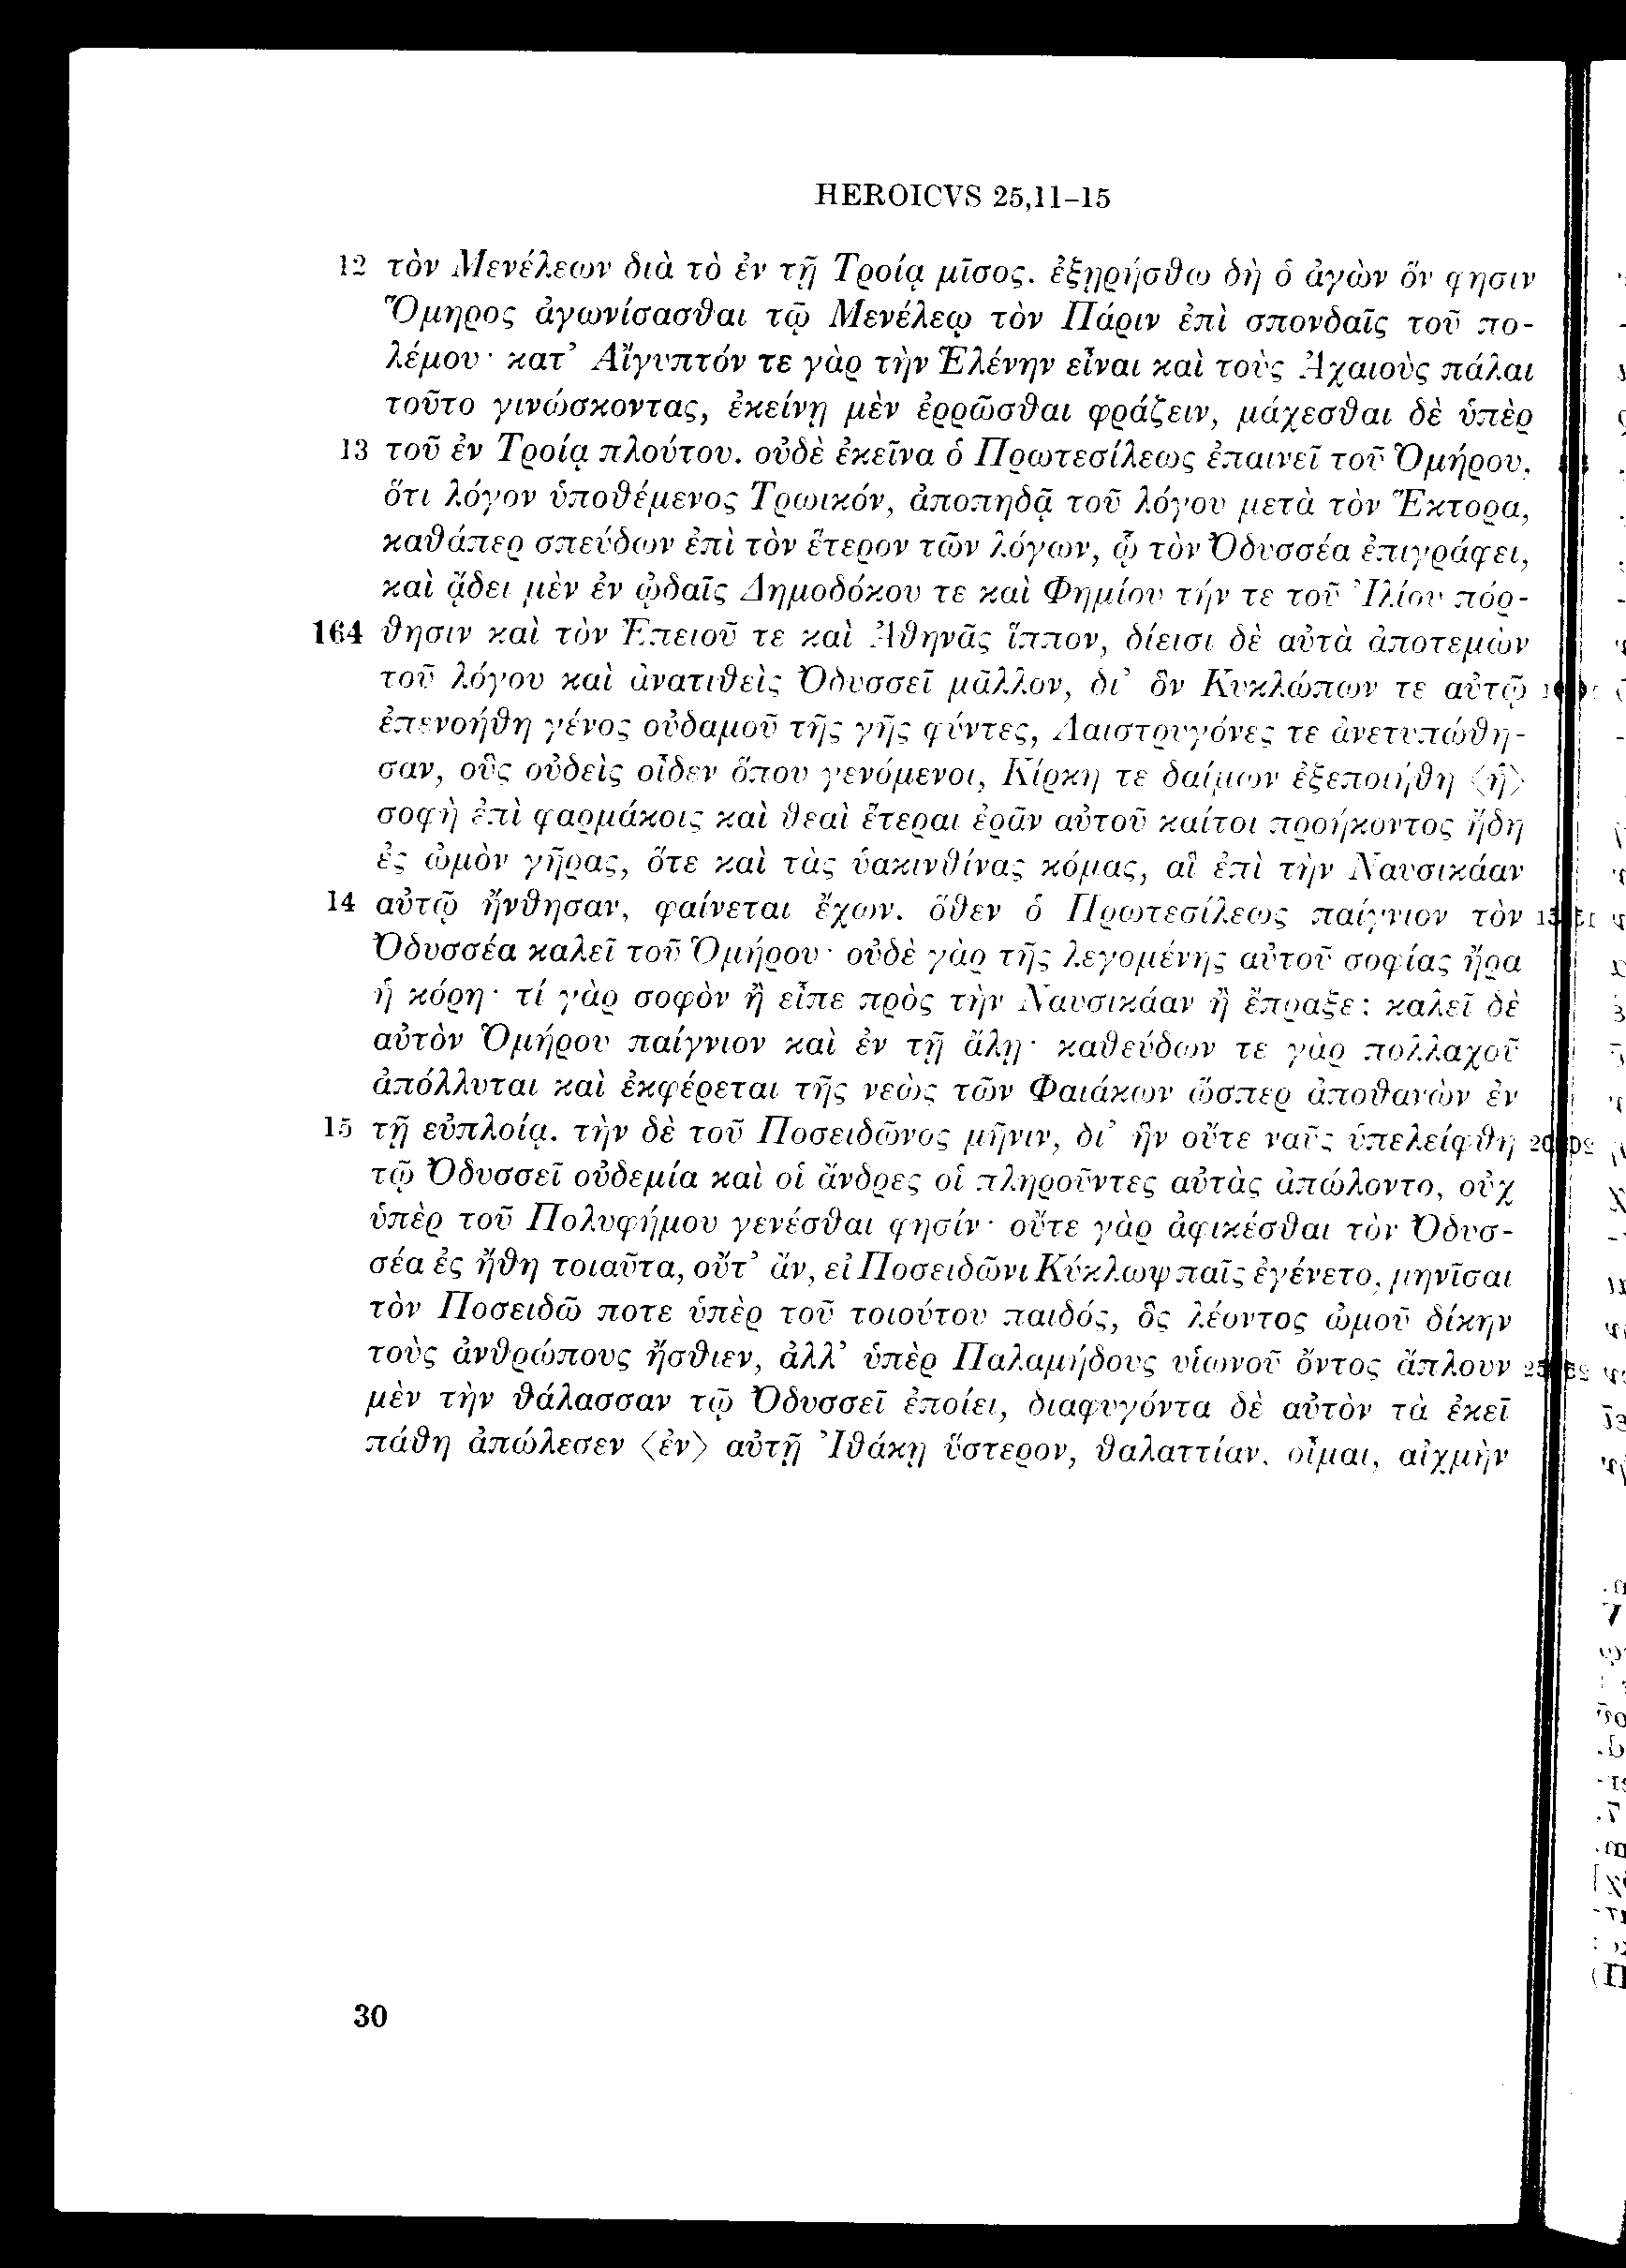 HEROICVS 25,11–15
12 τὸν Μενέλεων διὰ τὸ ἐν τῇ Τροίᾳ μῖσος. ἐξῃρήσθω δὴ ὁ ἀγὼν ὅν φησιν
Ὅμηρος ἀγωνίσασθαι τῷ Μενέλεῳ τὸν Πάριν ἐπὶ σπονδαῖς τοῦ πο-
λέμου· κατ’ Αἴγυπτόν τε γὰρ τὴν Ἑλένην εἶναι καὶ τοὺς Ἀχαιοὺς πάλαι
τοῦτο γινώσκοντας, ἐκείνῃ μὲν ἐρρῶσθαι φράζειν, μάχεσθαι δὲ ὑπὲρ
13 τοῦ ἐν Τροίᾳ πλούτου. οὐδὲ ἐκεῖνα ὁ Πρωτεσίλεως ἐπαινεῖ τοῦ Ὁμήρου,
ὅτι λόγον ὑποθέμενος Τρωικόν, ἀποπηδᾷ τοῦ λόγου μετὰ τὸν Ἕκτορα,
καθάπερ σπεύδων ἐπὶ τὸν ἕτερον τῶν λόγων, ᾧ τὸν Ὀδυσσέα ἐπιγράφει,
καὶ ᾄδει μὲν ἐν ᾠδαῖς Δημοδόκου τε καὶ Φημίου τήν τε τοῦ Ἰλίου πόρ-
164 θησιν καὶ τὸν Ἐπειοῦ τε καὶ Ἀθηνᾶς ἵππον, δίεισι δὲ αὐτὰ ἀποτεμὼν
τοῦ λόγου καὶ ἀνατιθεὶς Ὀδυσσεῖ μᾶλλον, δι’ ὃν Κυκλώπων τε αὐτῷ 10
ἐπενοήθη γένος οὐδαμοῦ τῆς γῆς φύντες, Λαιστρυγόνες τε ἀνετυπώθη-
σαν, οὓς οὐδεὶς οἶδεν ὅπου γενόμενοι, Κίρκη τε δαίμων ἐξεποιήθη ⟨ἡ⟩
σοφὴ ἐπὶ φαρμάκοις καὶ θεαὶ ἕτεραι ἐρᾶν αὐτοῦ καίτοι προήκοντος ἤδη
ἐς ὠμὸν γῆρας, ὅτε καὶ τὰς ὑακινθίνας κόμας, αἳ ἐπὶ τὴν Ναυσικάαν
14 αὐτῷ ἤνθησαν, φαίνεται ἔχων. ὅθεν ὁ Πρωτεσίλεως παίγνιον τὸν 15
Ὀδυσσέα καλεῖ τοῦ Ὁμήρου· οὐδὲ γὰρ τῆς λεγομένης αὐτοῦ σοφίας ἤρα
ἡ κόρη· τί γὰρ σοφὸν ἢ εἶπε πρὸς τὴν Ναυσικάαν ἢ ἔπραξε; καλεῖ δὲ
αὐτὸν Ὁμήρου παίγνιον καὶ ἐν τῇ ἄλῃ· καθεύδων τε γὰρ πολλαχοῦ
ἀπόλλυται καὶ ἐκφέρεται τῆς νεὼς τῶν Φαιάκων ὥσπερ ἀποθανὼν ἐν
15 τῇ εὐπλοίᾳ. τὴν δὲ τοῦ Ποσειδῶνος μῆνιν, δι’ ἣν οὔτε ναῦς ὑπελείφθη 20
τῷ Ὀδυσσεῖ οὐδεμία καὶ οἱ ἄνδρες οἱ πληροῦντες αὐτὰς ἀπώλοντο, οὐχ
ὑπὲρ τοῦ Πολυφήμου γενέσθαι φησίν· οὔτε γὰρ ἀφικέσθαι τὸν Ὀδυσ-
σέα ἐς ἤθη τοιαῦτα, οὔτ’ ἄν, εἰ Ποσειδῶνι Κύκλωψ παῖς ἐγένετο, μηνῖσαι
τὸν Ποσειδῶ ποτε ὑπὲρ τοῦ τοιούτου παιδός, ὃς λέοντος ὠμοῦ δίκην
τοὺς ἀνθρώπους ἤσθιεν, ἀλλ’ ὑπὲρ Παλαμήδους υἱωνοῦ ὄντος ἄπλουν 25
μὲν τὴν θάλασσαν τῷ Ὀδυσσεῖ ἐποίει, διαφυγόντα δὲ αὐτὸν τὰ ἐκεῖ
πάθη ἀπώλεσεν ⟨ἐν⟩ αὐτῇ Ἰθάκῃ ὕστερον, θαλαττίαν, οἶμαι, αἰχμὴν
30